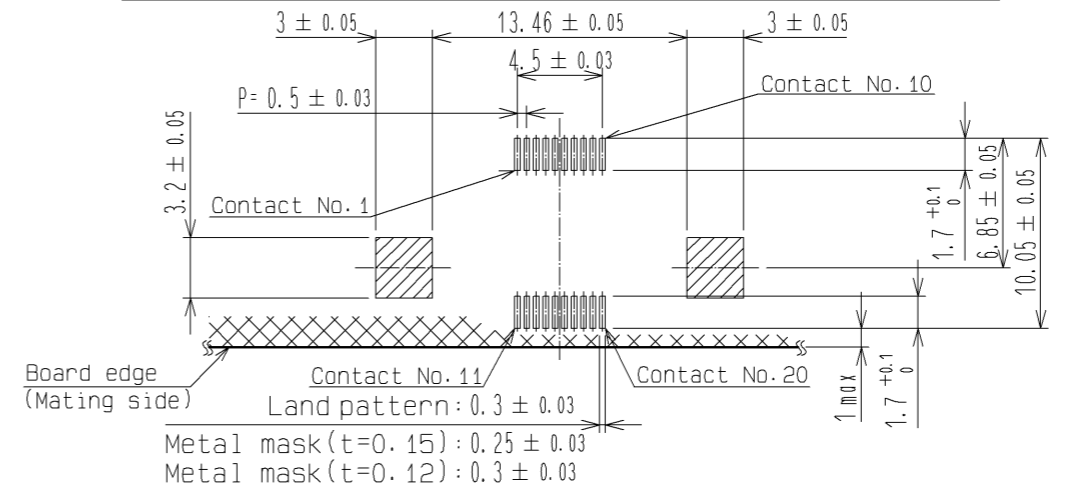 3 ± 0.05
13.46 ± 0.05
3 ± 0.05
4.5 ± 0.03
P= 0.5 ± 0.03
Contact No.10
3.2 ± 0.05
Contact No.1
1.7 +0.1 0
6.85 ± 0.05
10.05 ± 0.05
Board edge
(Mating side)
Contact No.11
Contact No.20
1max
1.7 +0.1 0
Land pattern:0.3 ± 0.03
Metal mask(t=0.15):0.25 ± 0.03
Metal mask(t=0.12):0.3 ± 0.03